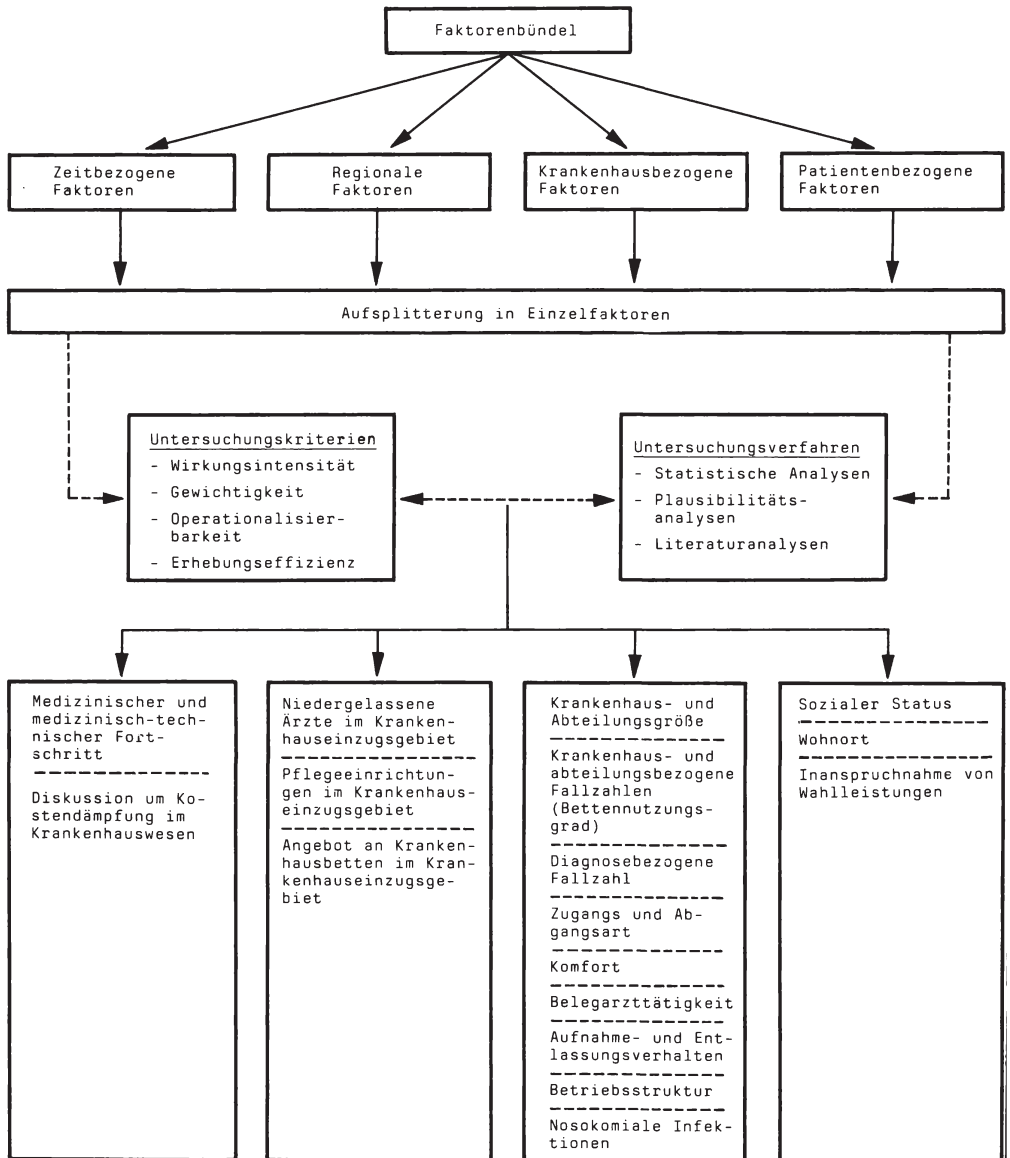 Faktorenbündel
Zeitbezogene
Faktoren
Regionale
Faktoren
Krankenhausbezogene
Faktoren
Patientenbezogene
Faktoren
Aufsplitterung in Einzelfaktoren
Untersuchungskriterien
- Wirkungsintensität
- Gewichtigkeit
- Operationalisier-
barkeit
- Erhebungseffizienz
Untersuchungsverfahren
- Statistische Analysen
- Plausibilitäts-
analysen
- Literaturanalysen
Medizinischer und
medizinisch-tech-
nischer Fort-
schritt
Diskussion um Ko-
stendämpfung im
Krankenhauswesen
Niedergelassene
Ärzte im Kranken-
hauseinzugsgebiet
Pflegeeinrichtun-
gen im Krankenhaus-
einzugsgebiet
Angebot an Kranken-
hausbetten im Kran-
kenhauseinzugsge-
biet
Krankenhaus- und
Abteilungsgröße
Krankenhaus- und
abteilungsbezogene
Fallzahlen
(Bettennutzungs-
grad)
Diagnosebezogene
Fallzahl
Zugangs und Ab-
gangsart
Komfort
Belegarzttätigkeit
Aufnahme- und Ent-
lassungsverhalten
Betriebsstruktur
Nosokomiale Infek-
tionen
Sozialer Status
Wohnort
Inanspruchnahme von
Wahlleistungen